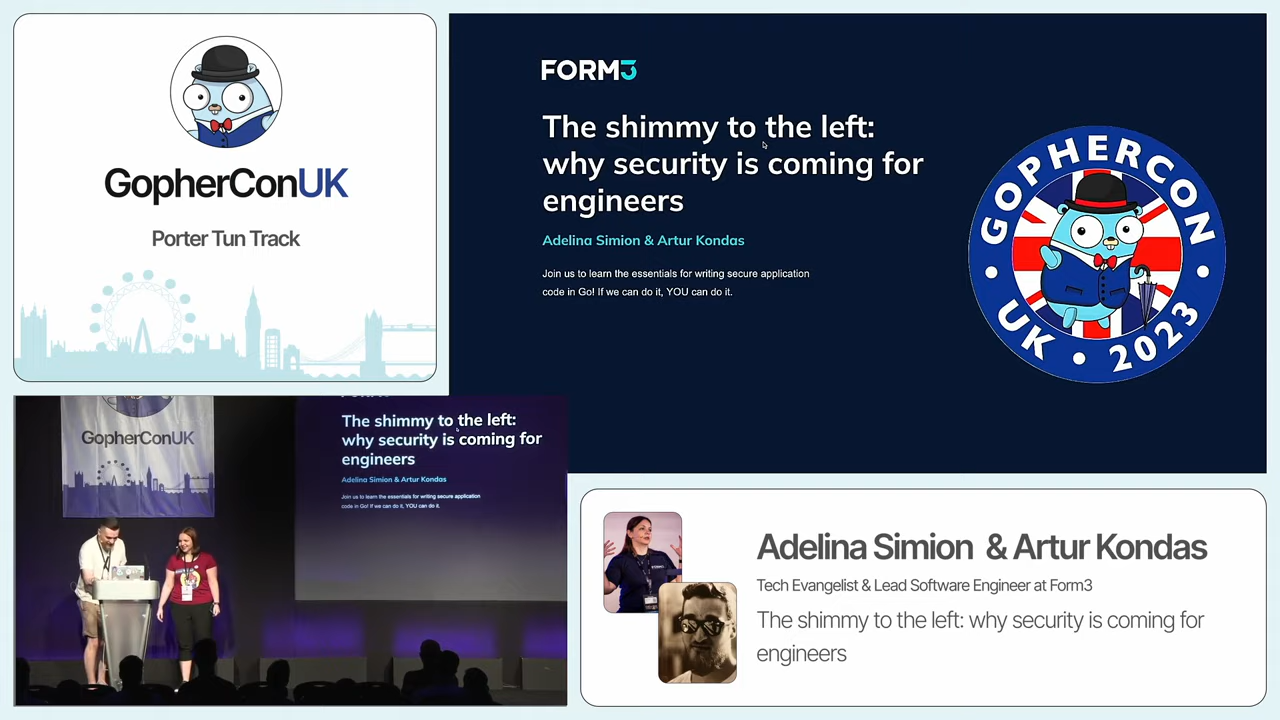 GopherConUK
Porter Tun Track
FORM3
The shimmy to the left:
why security is coming for
engineers
Adelina Simion & Artur Kondas
Join us to learn the essentials for writing secure application
code in Go! If we can do it, YOU can do it.
GOPHERCON
UK • 2023
GopherConUK
The shimmy to the left:
why security is coming for
engineers
Adelina Simion & Artur Kondas
Join us to learn the essentials for writing secure application
code in Go! If we can do it, YOU can do it.
Adelina Simion & Artur Kondas
Tech Evangelist & Lead Software Engineer at Form3
The shimmy to the left: why security is coming for
engineers